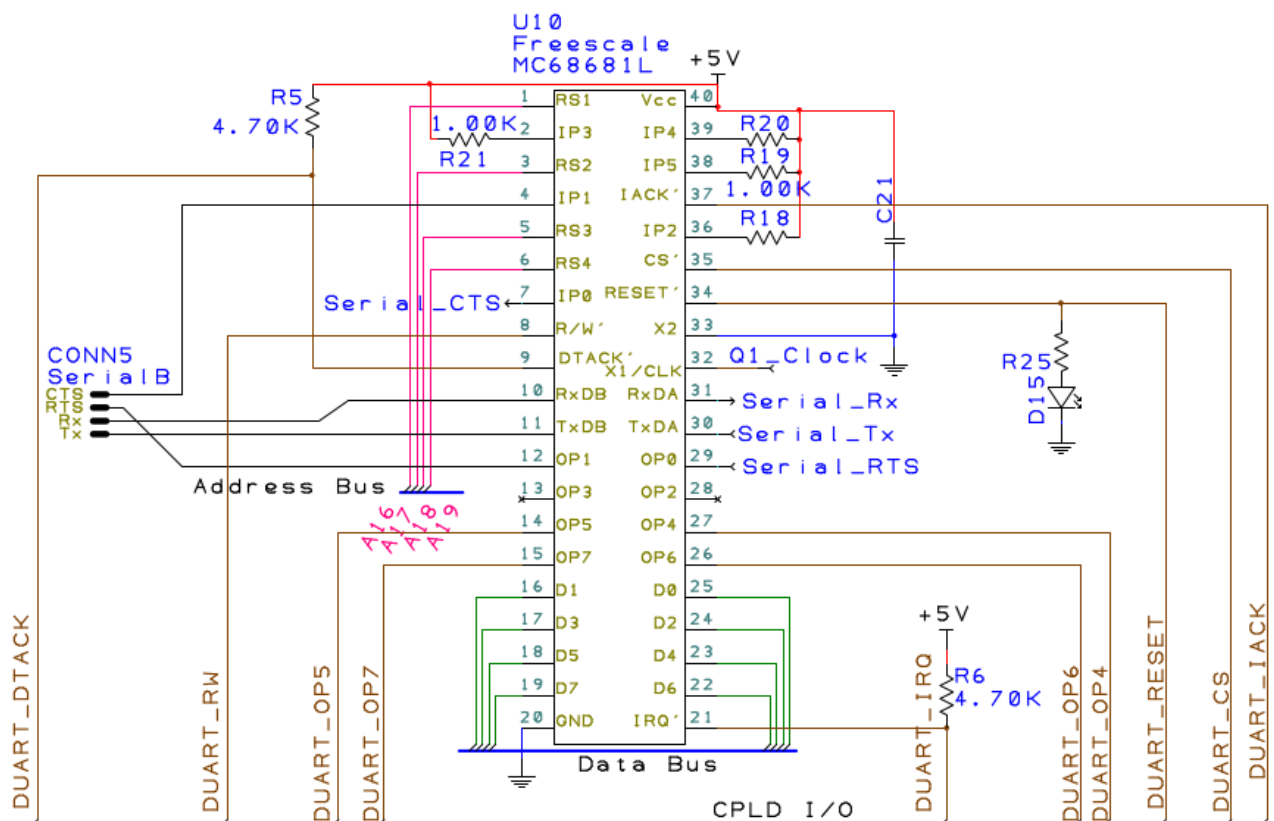 U10
Freescale
MC68681L
+5V
R5
4.70K
1.00K
R21
1 RS1 Vcc 40
2 IP3 IP4 39 R20
3 RS2 IP5 38 R19
1.00K
4 IP1 IACK' 37
5 RS3 IP2 36 R18
6 RS4 CS' 35
C21
Serial_CTS 7 IP0 RESET' 34
8 R/W' X2 33
9 DTACK' X1/CLK 32 Q1_Clock
10 RxDB RxDA 31 Serial_Rx
11 TxDB TxDA 30 Serial_Tx
12 OP1 OP0 29 Serial_RTS
13 OP3 OP2 28
14 OP5 OP4 27
15 OP7 OP6 26
16 D1 D0 25
17 D3 D2 24
18 D5 D4 23
19 D7 D6 22
20 GND IRQ' 21
CONN5
SerialB
CTS
RTS
Rx
Tx
R25
D15
Address Bus
A16
A17
A18
A19
+5V
R6
4.70K
Data Bus
CPLD I/O
DUART_DTACK
DUART_RW
DUART_OP5
DUART_OP7
DUART_IRQ
DUART_OP6
DUART_OP4
DUART_RESET
DUART_CS
DUART_IACK